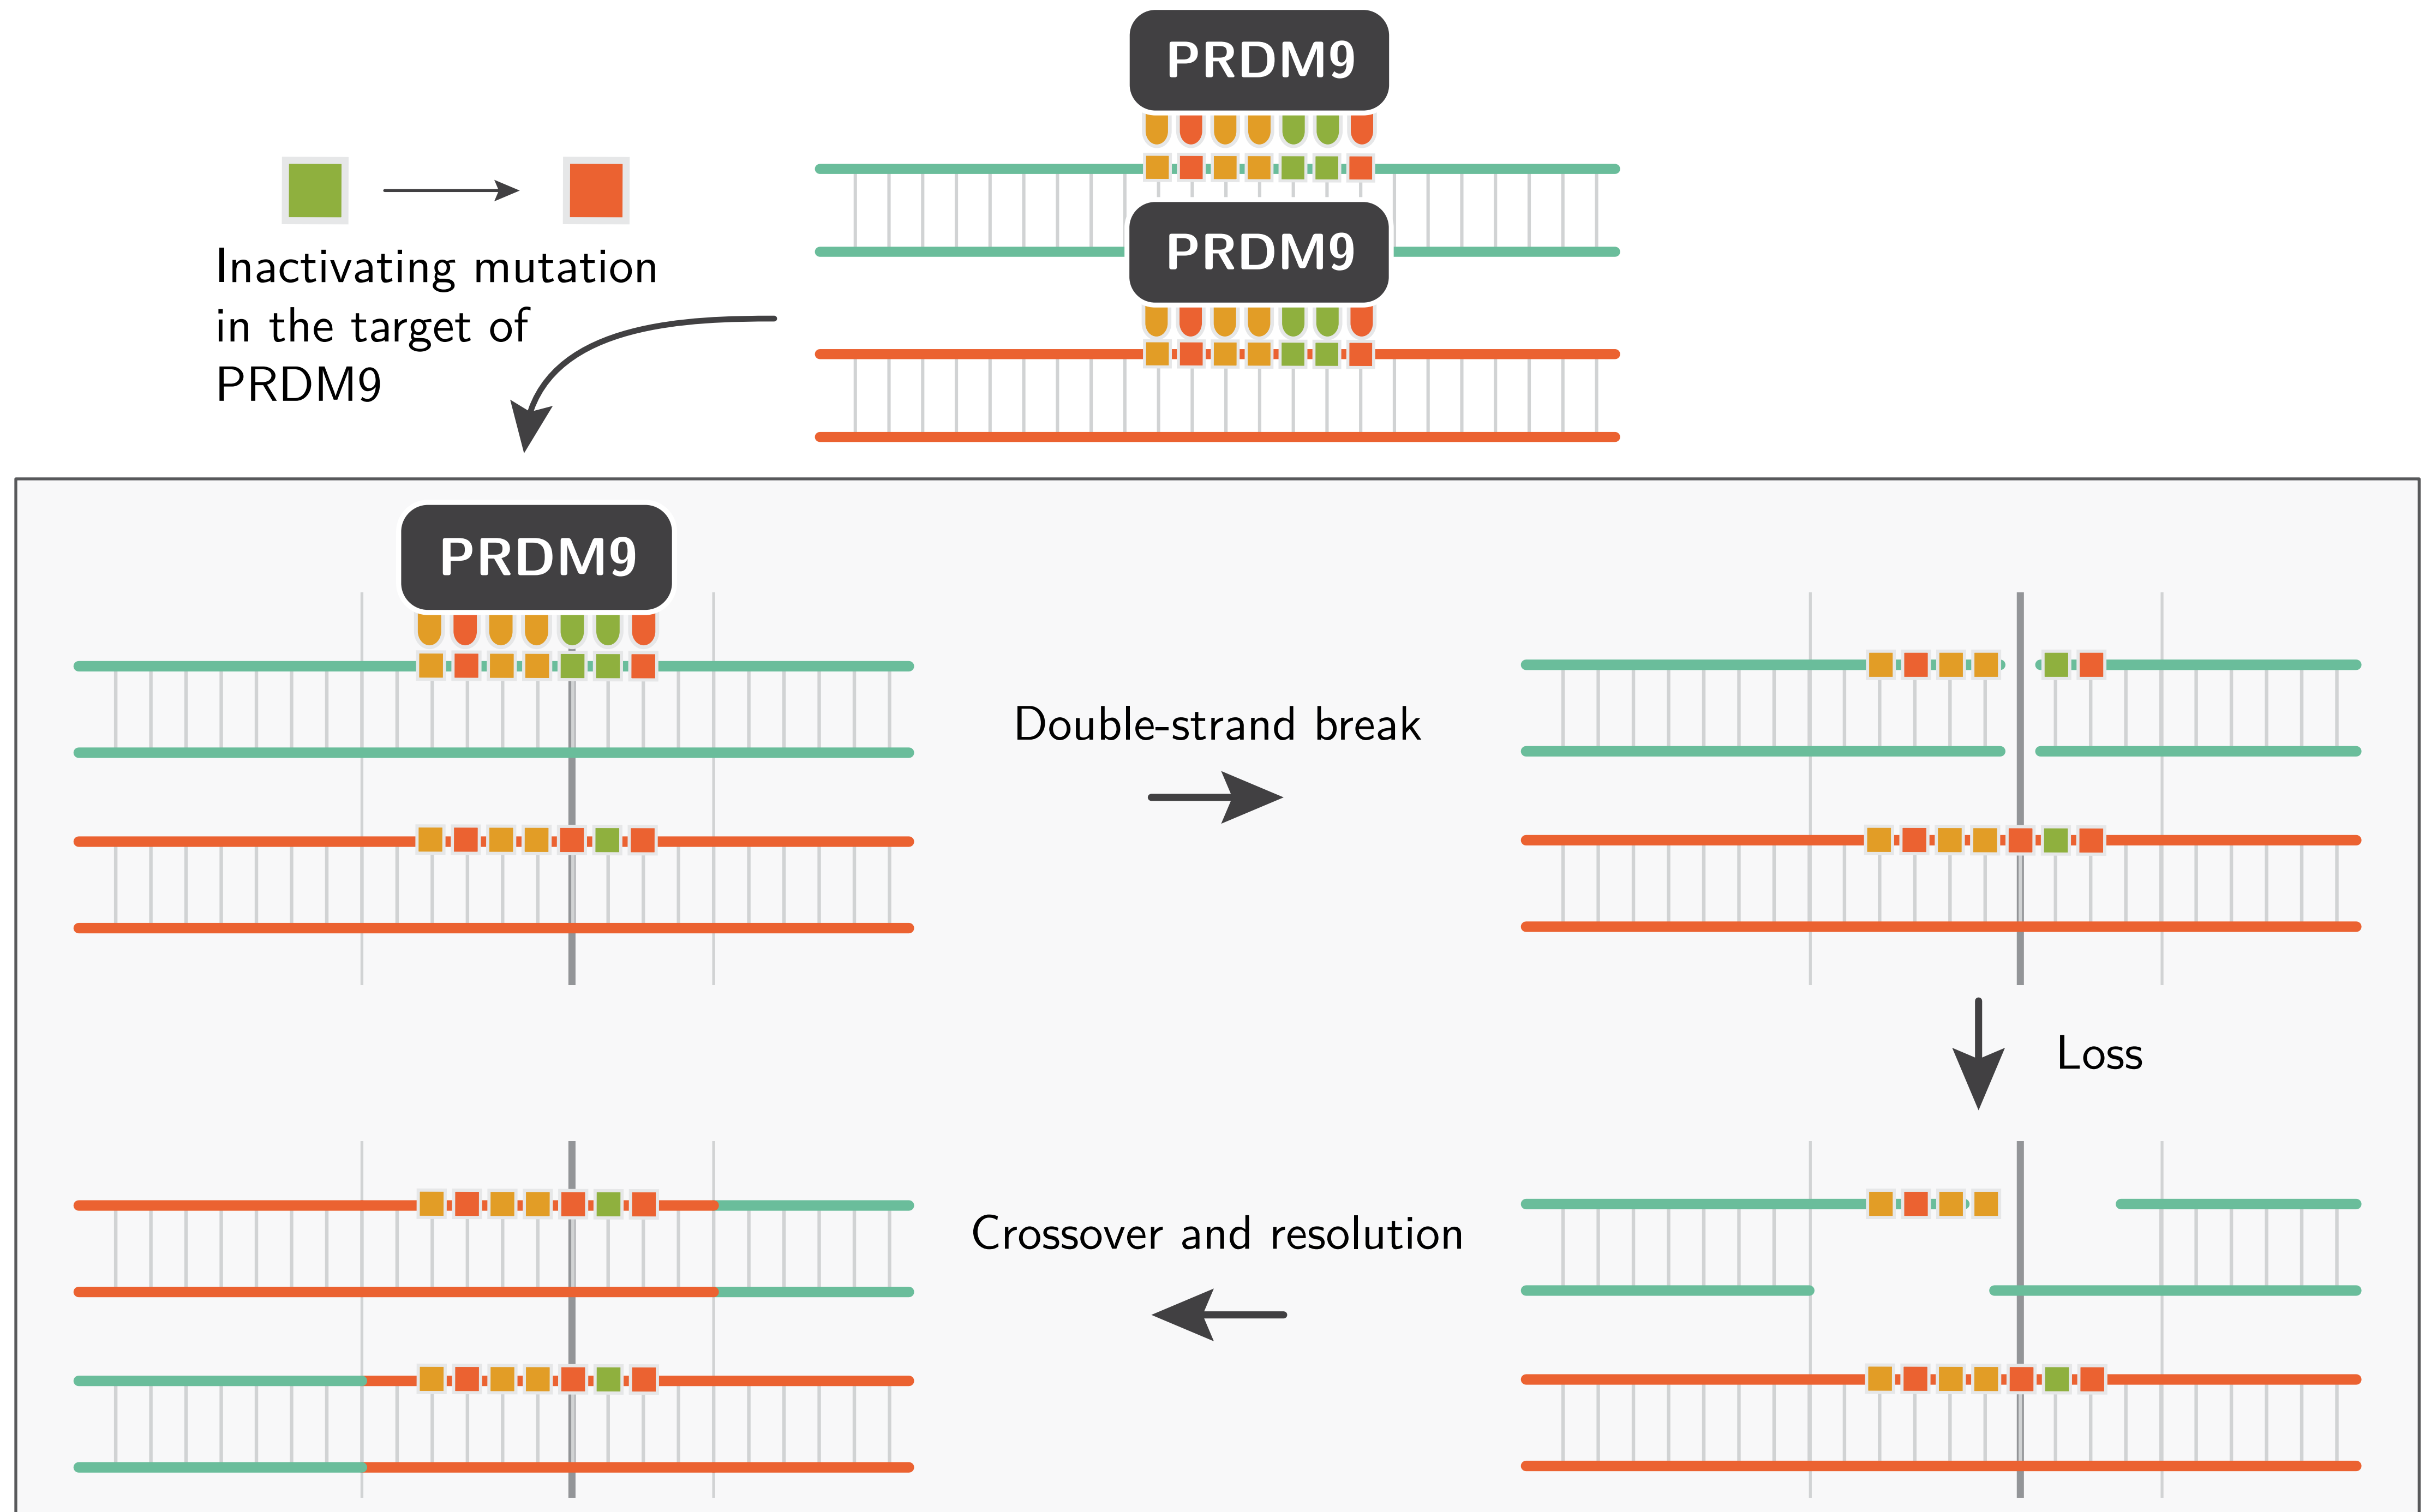 PRDM9
PRDM9
Inactivating mutation
in the target of
PRDM9
PRDM9
Double-strand break
Loss
Crossover and resolution